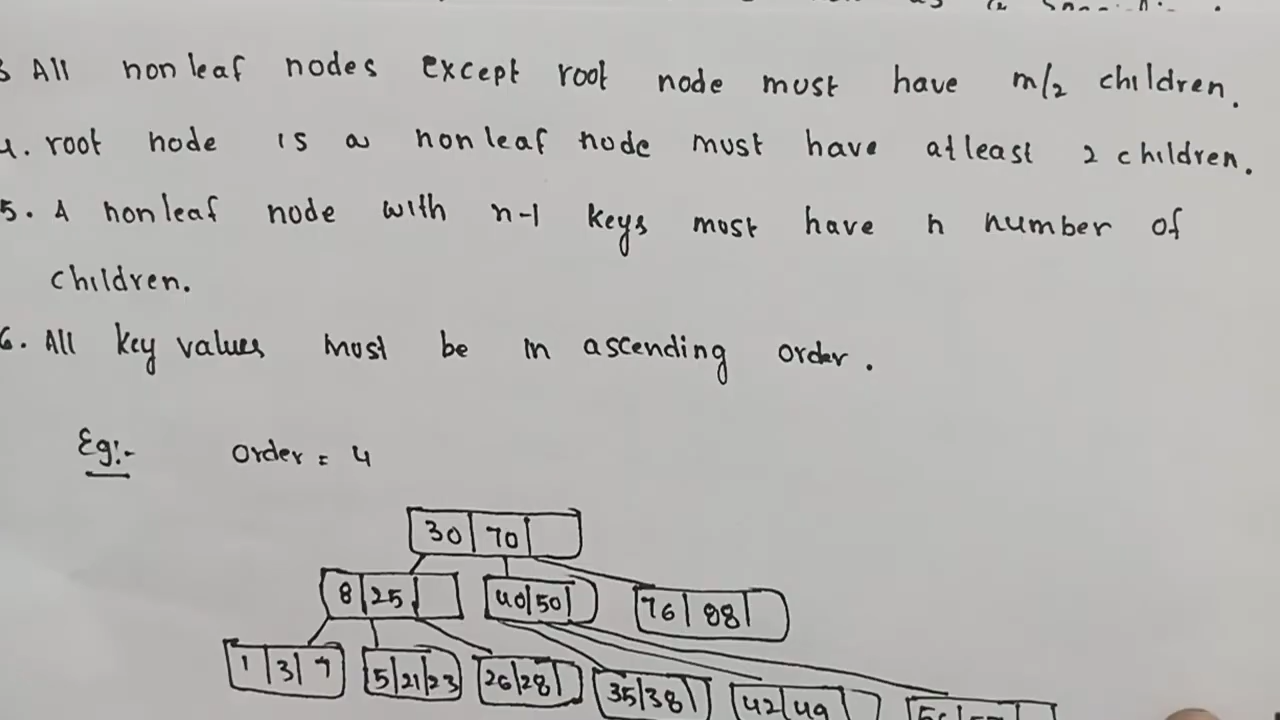 3 All nonleaf nodes except root node must have m/2 children.
4. root node is a nonleaf node must have atleast 2 children.
5. A nonleaf node with n-1 keys most have n number of
children.
6. All key values must be in ascending order.
Eg:- order = 4
30 70
8 25 40 50 76 88
1 3 7 5 21 23 26 28 35 38 42 49